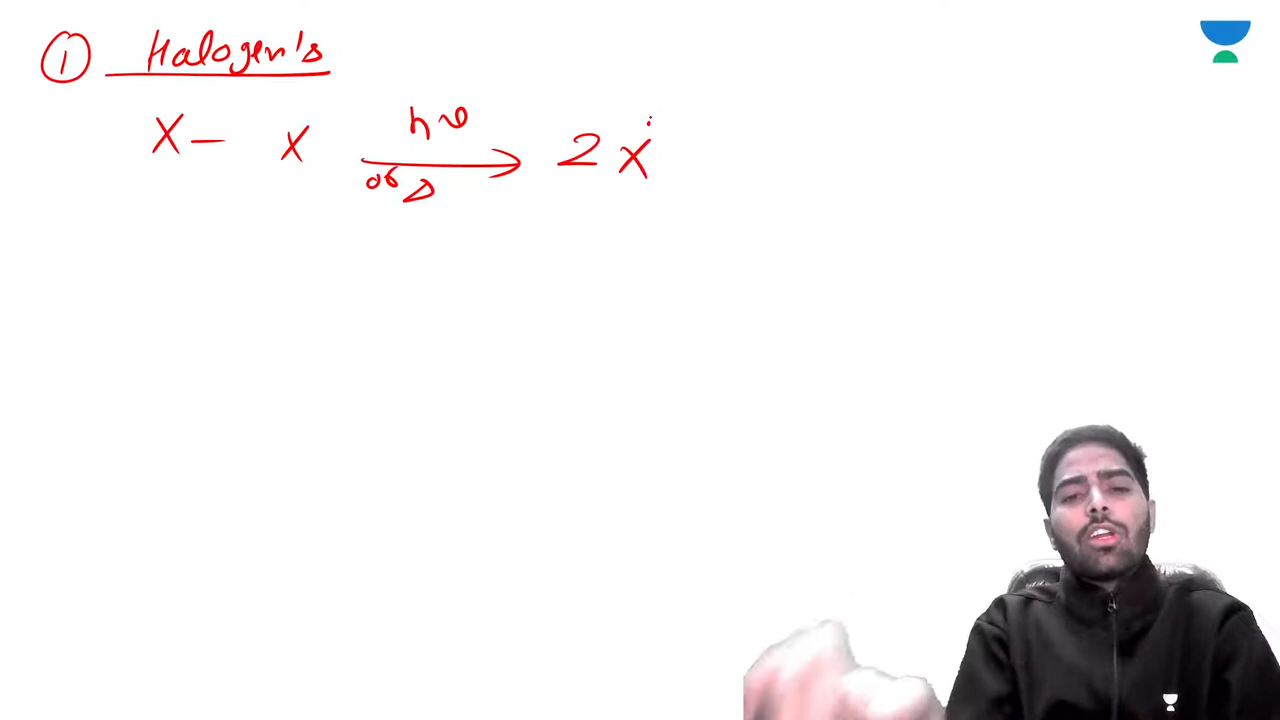 ① Halogen's
X – X hν or Δ → 2 Ẋ